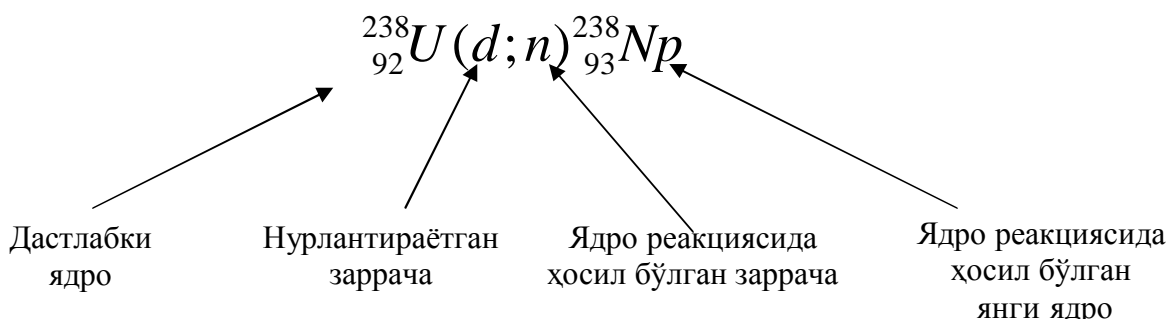 ²³⁸₉₂U(d;n)²³⁸₉₃Np
Дастлабки
ядро
Нурлантираётган
заррача
Ядро реакциясида
ҳосил бўлган заррача
Ядро реакциясида
ҳосил бўлган
янги ядро